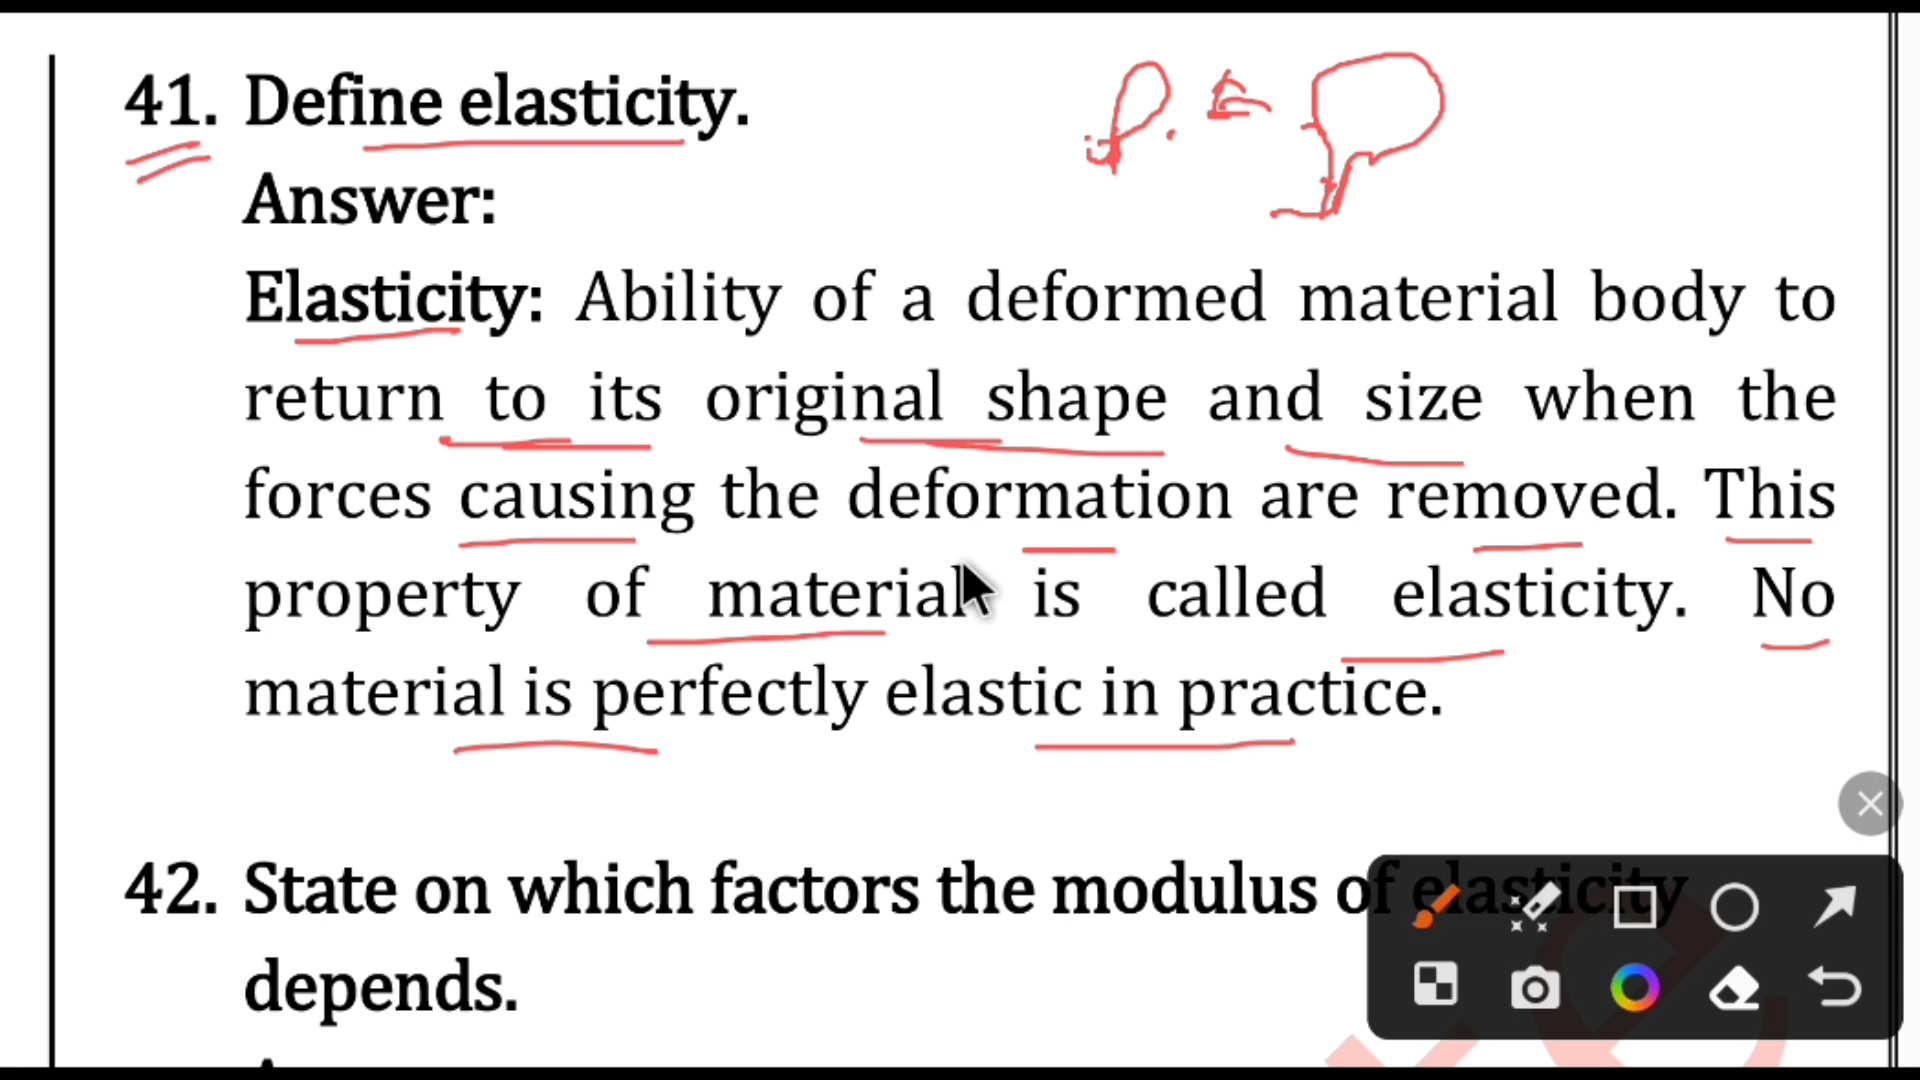 41. Define elasticity.
Answer:
Elasticity: Ability of a deformed material body to
return to its original shape and size when the
forces causing the deformation are removed. This
property of material is called elasticity. No
material is perfectly elastic in practice.
42. State on which factors the modulus of elasticity
depends.